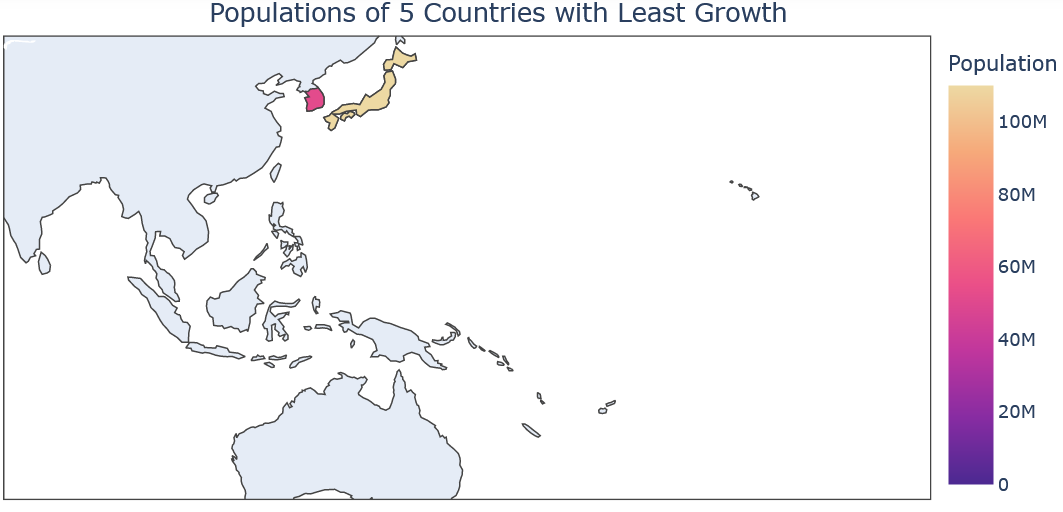 Populations of 5 Countries with Least Growth
Population
100M
80M
60M
40M
20M
0